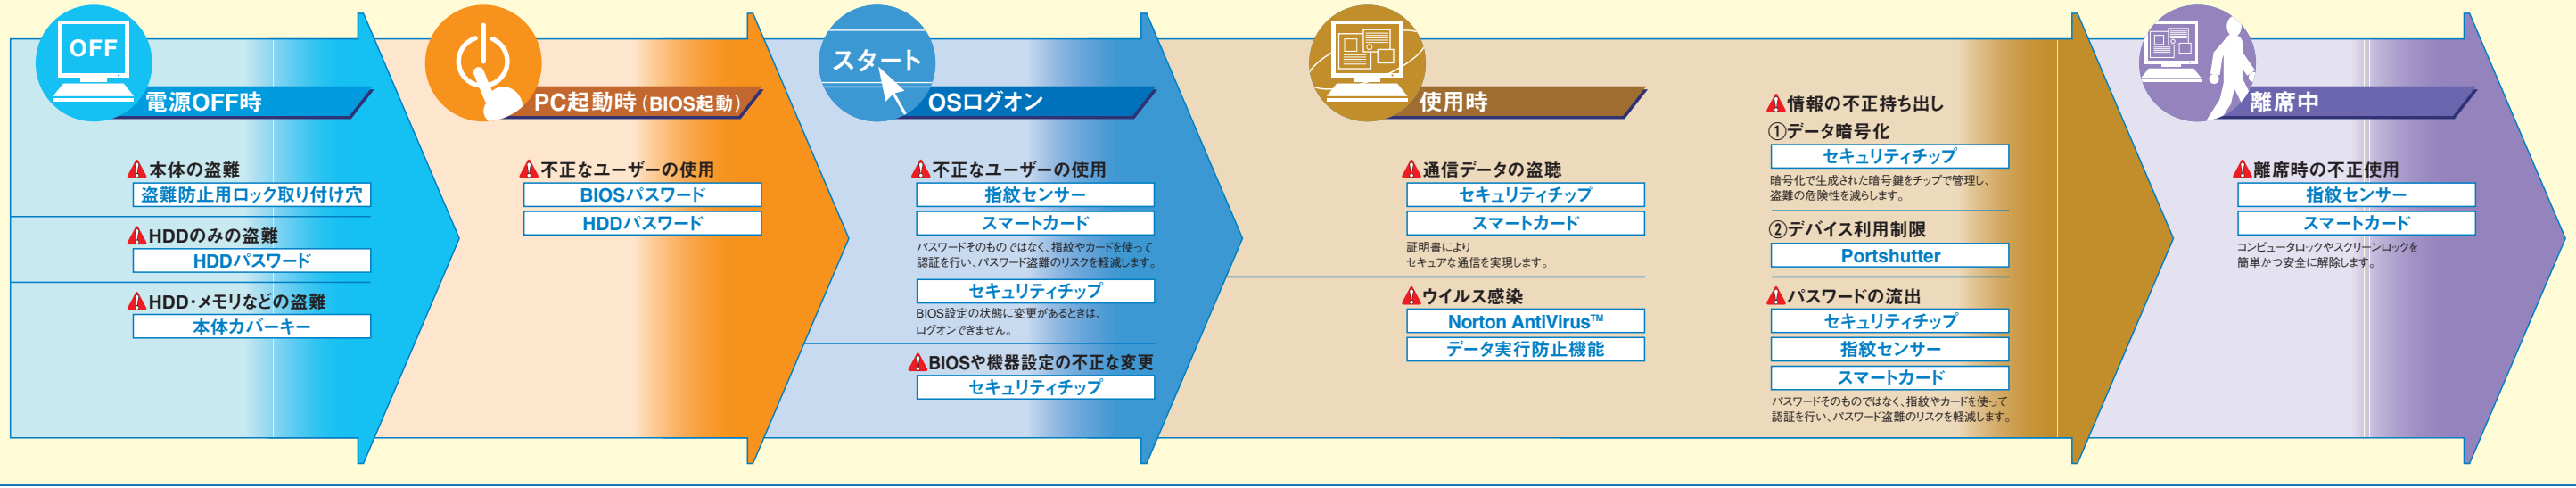 OFF
電源OFF時
⚠本体の盗難
盗難防止用ロック取り付け穴
⚠HDDのみの盗難
HDDパスワード
⚠HDD・メモリなどの盗難
本体カバーキー
PC起動時（BIOS起動）
⚠不正なユーザーの使用
BIOSパスワード
HDDパスワード
スタート
OSログオン
⚠不正なユーザーの使用
指紋センサー
スマートカード
パスワードそのものではなく、指紋やカードを使って
認証を行い、パスワード盗難のリスクを軽減します。
セキュリティチップ
BIOS設定の状態に変更があるときは、
ログオンできません。
⚠BIOSや機器設定の不正な変更
セキュリティチップ
使用時
⚠通信データの盗聴
セキュリティチップ
スマートカード
証明書により
セキュアな通信を実現します。
⚠ウイルス感染
Norton AntiVirus™
データ実行防止機能
⚠情報の不正持ち出し
①データ暗号化
セキュリティチップ
暗号化で生成された暗号鍵をチップで管理し、
盗難の危険性を減らします。
②デバイス利用制限
Portshutter
⚠パスワードの流出
セキュリティチップ
指紋センサー
スマートカード
パスワードそのものではなく、指紋やカードを使って
認証を行い、パスワード盗難のリスクを軽減します。
離席中
⚠離席時の不正使用
指紋センサー
スマートカード
コンピュータロックやスクリーンロックを
簡単かつ安全に解除します。